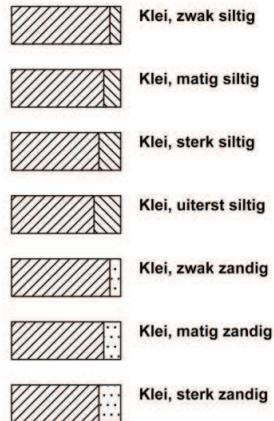 Klei, zwak siltig
Klei, matig siltig
Klei, sterk siltig
Klei, uiterst siltig
Klei, zwak zandig
Klei, matig zandig
Klei, sterk zandig